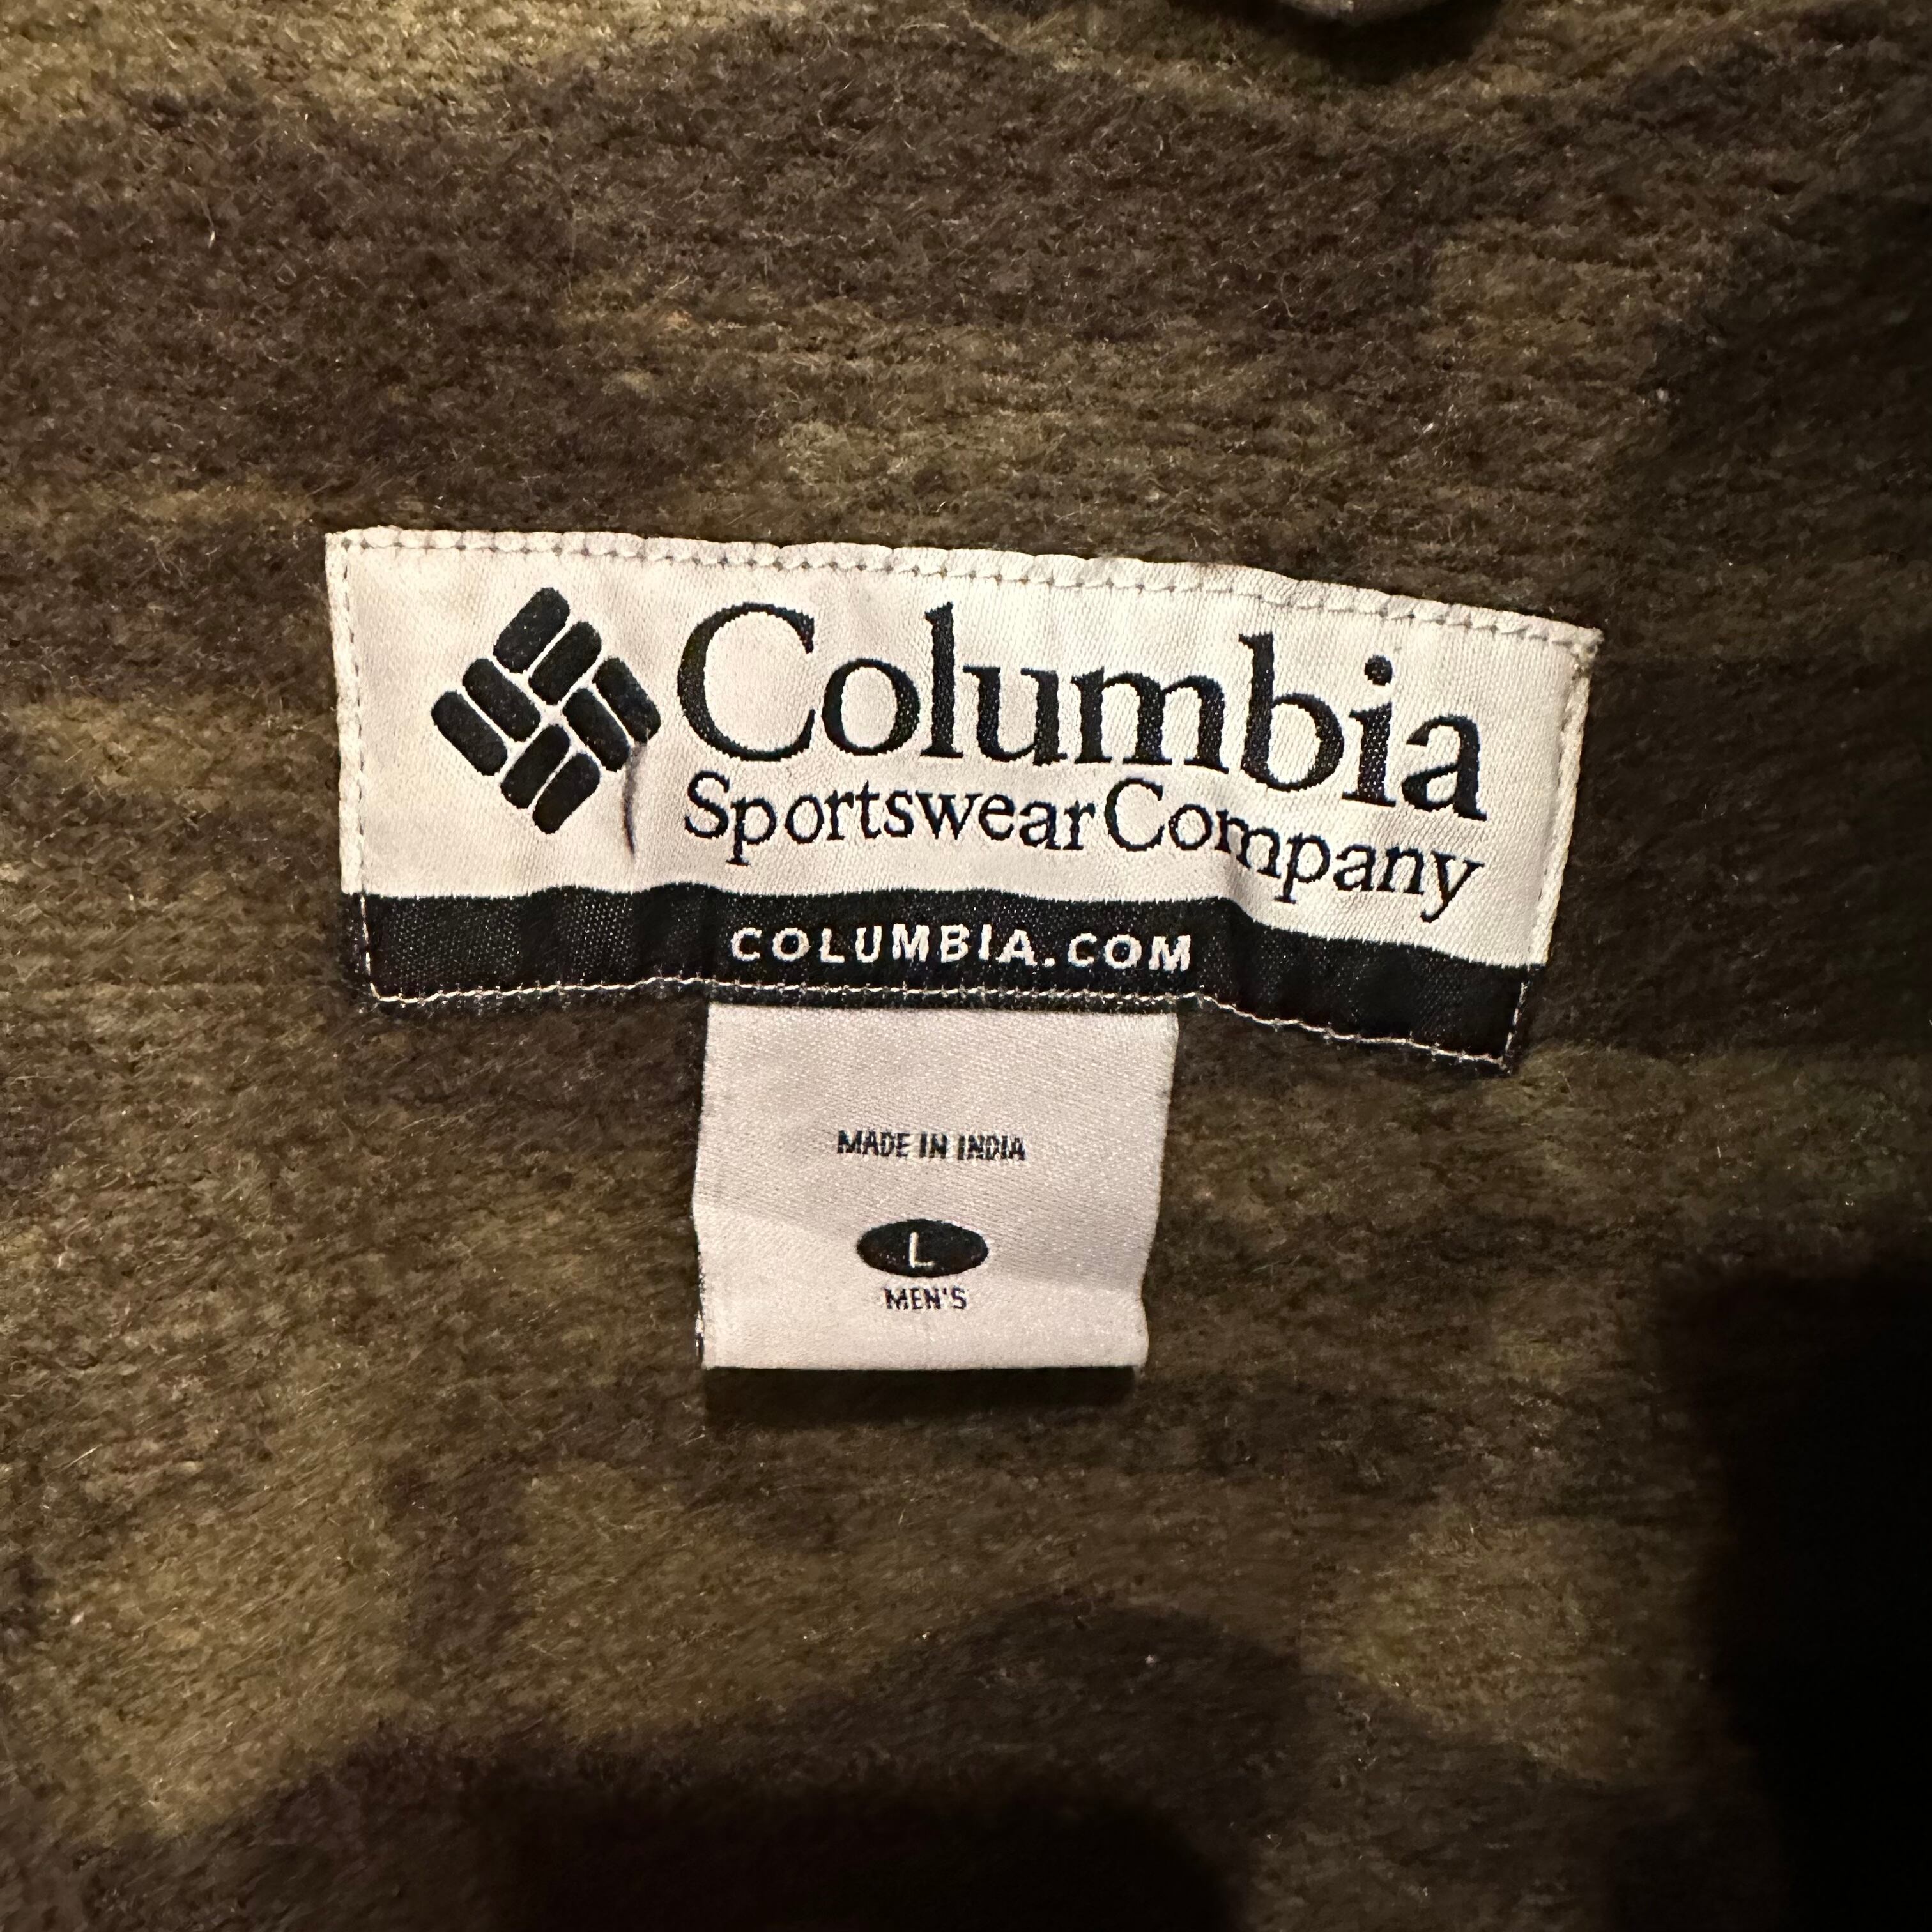 Columbia
Sportswear Company
COLUMBIA.COM
MADE IN INDIA
L
MEN'S